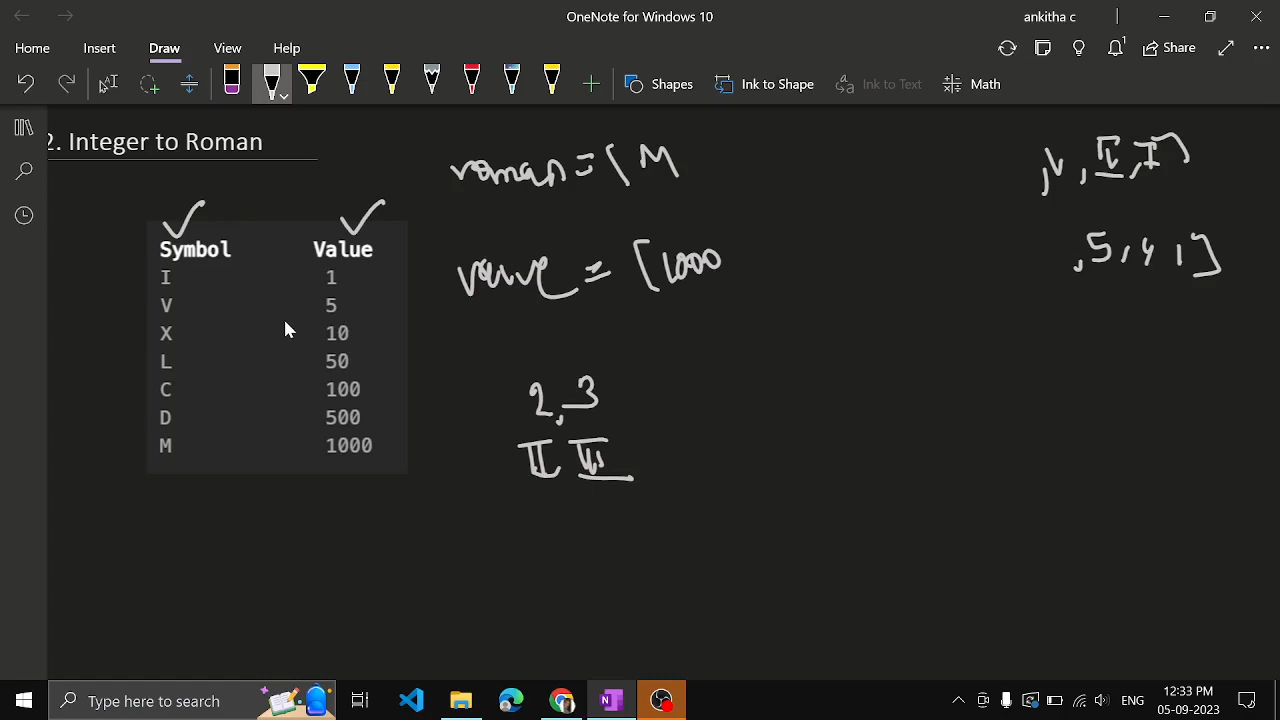 OneNote for Windows 10
ankitha c
Home Insert Draw View Help
Share
Shapes Ink to Shape Ink to Text Math
2. Integer to Roman
roman = [ M , V , IV , I ]
Symbol Value
I 1
V 5
X 10
L 50
C 100
D 500
M 1000
value = [ 1000 , 5 , 4 1 ]
2 , 3
II III
Type here to search
ENG
12:33 PM
05-09-2023